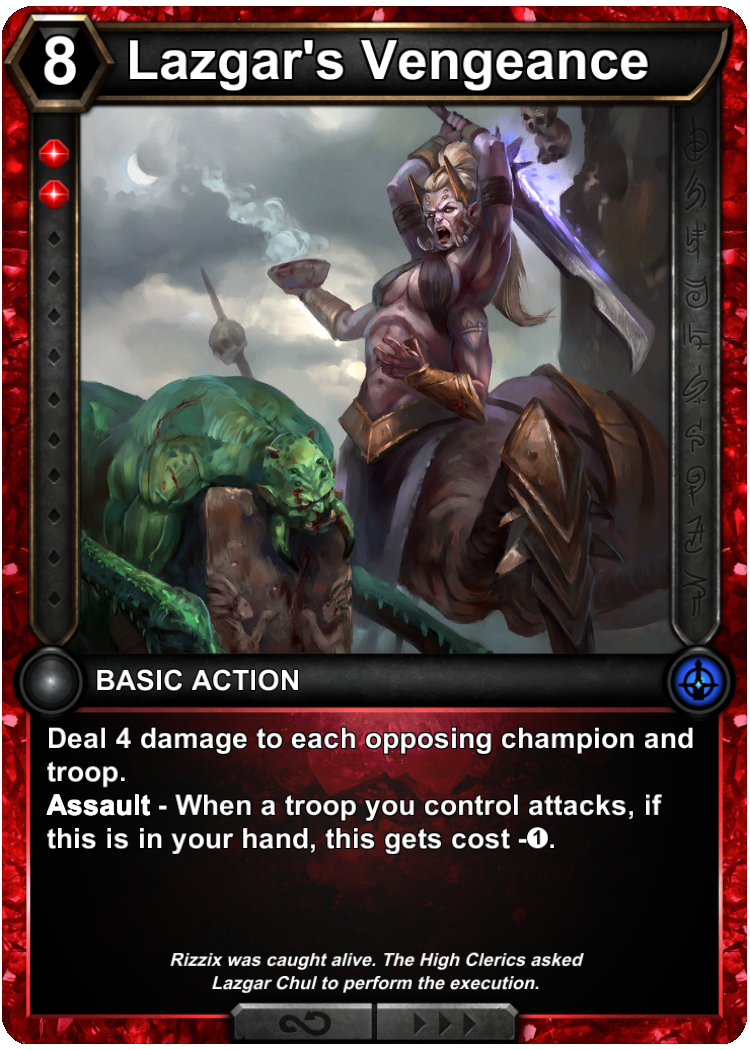 8
Lazgar's Vengeance
BASIC ACTION
Deal 4 damage to each opposing champion and
troop.
Assault - When a troop you control attacks, if
this is in your hand, this gets cost -1.
Rizzix was caught alive. The High Clerics asked
Lazgar Chul to perform the execution.